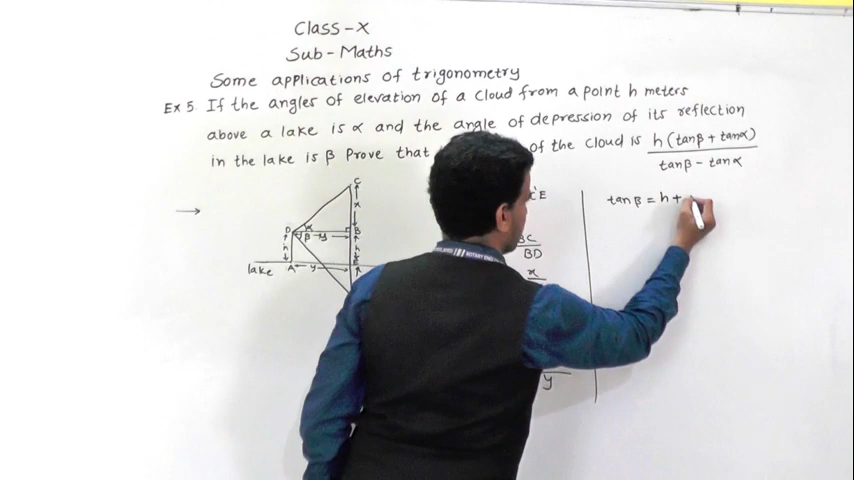 Class-X
Sub-Maths
Some applications of trigonometry
Ex 5 If the angles of elevation of a cloud from a point h meters
above a lake is α and the angle of depression of its reflection
in the lake is β Prove that of the cloud is h(tanβ + tanα)
tanβ - tanα
C
x
→ C'E tanβ = h+
D α B
β y
BC
BD
h h
x
lake A y E
y